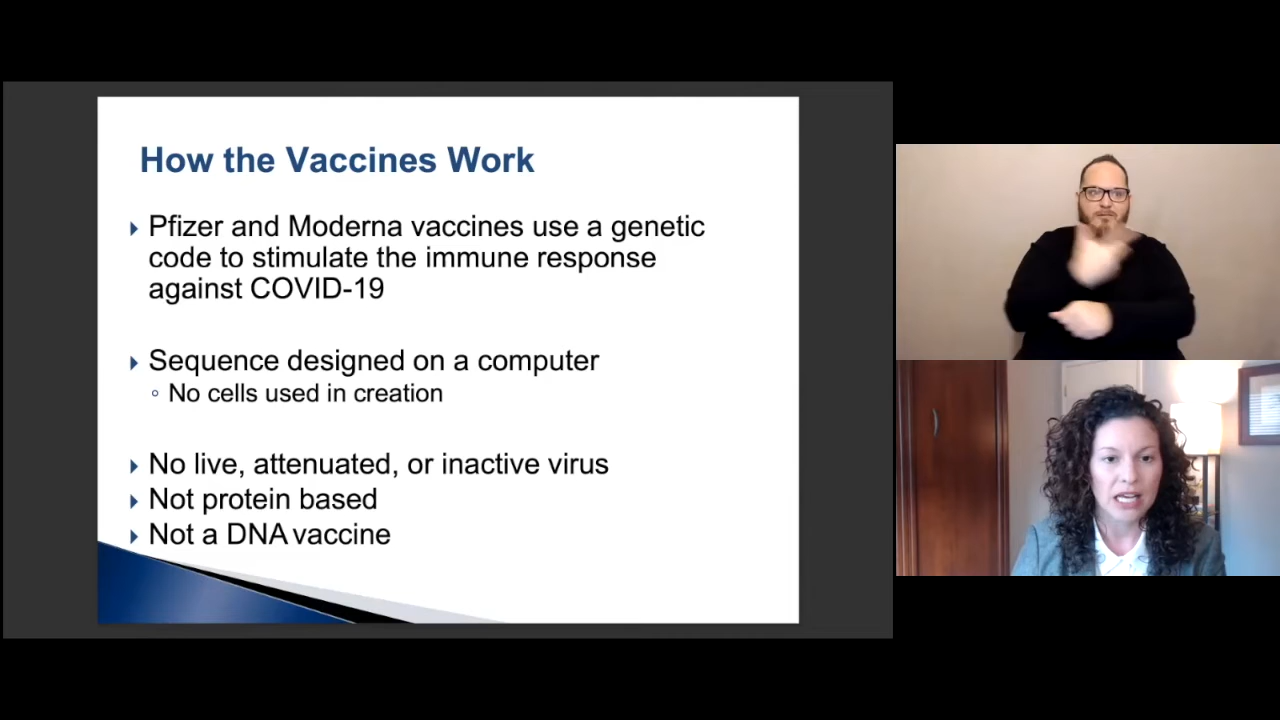 How the Vaccines Work
Pfizer and Moderna vaccines use a genetic
code to stimulate the immune response
against COVID-19
Sequence designed on a computer
No cells used in creation
No live, attenuated, or inactive virus
Not protein based
Not a DNA vaccine